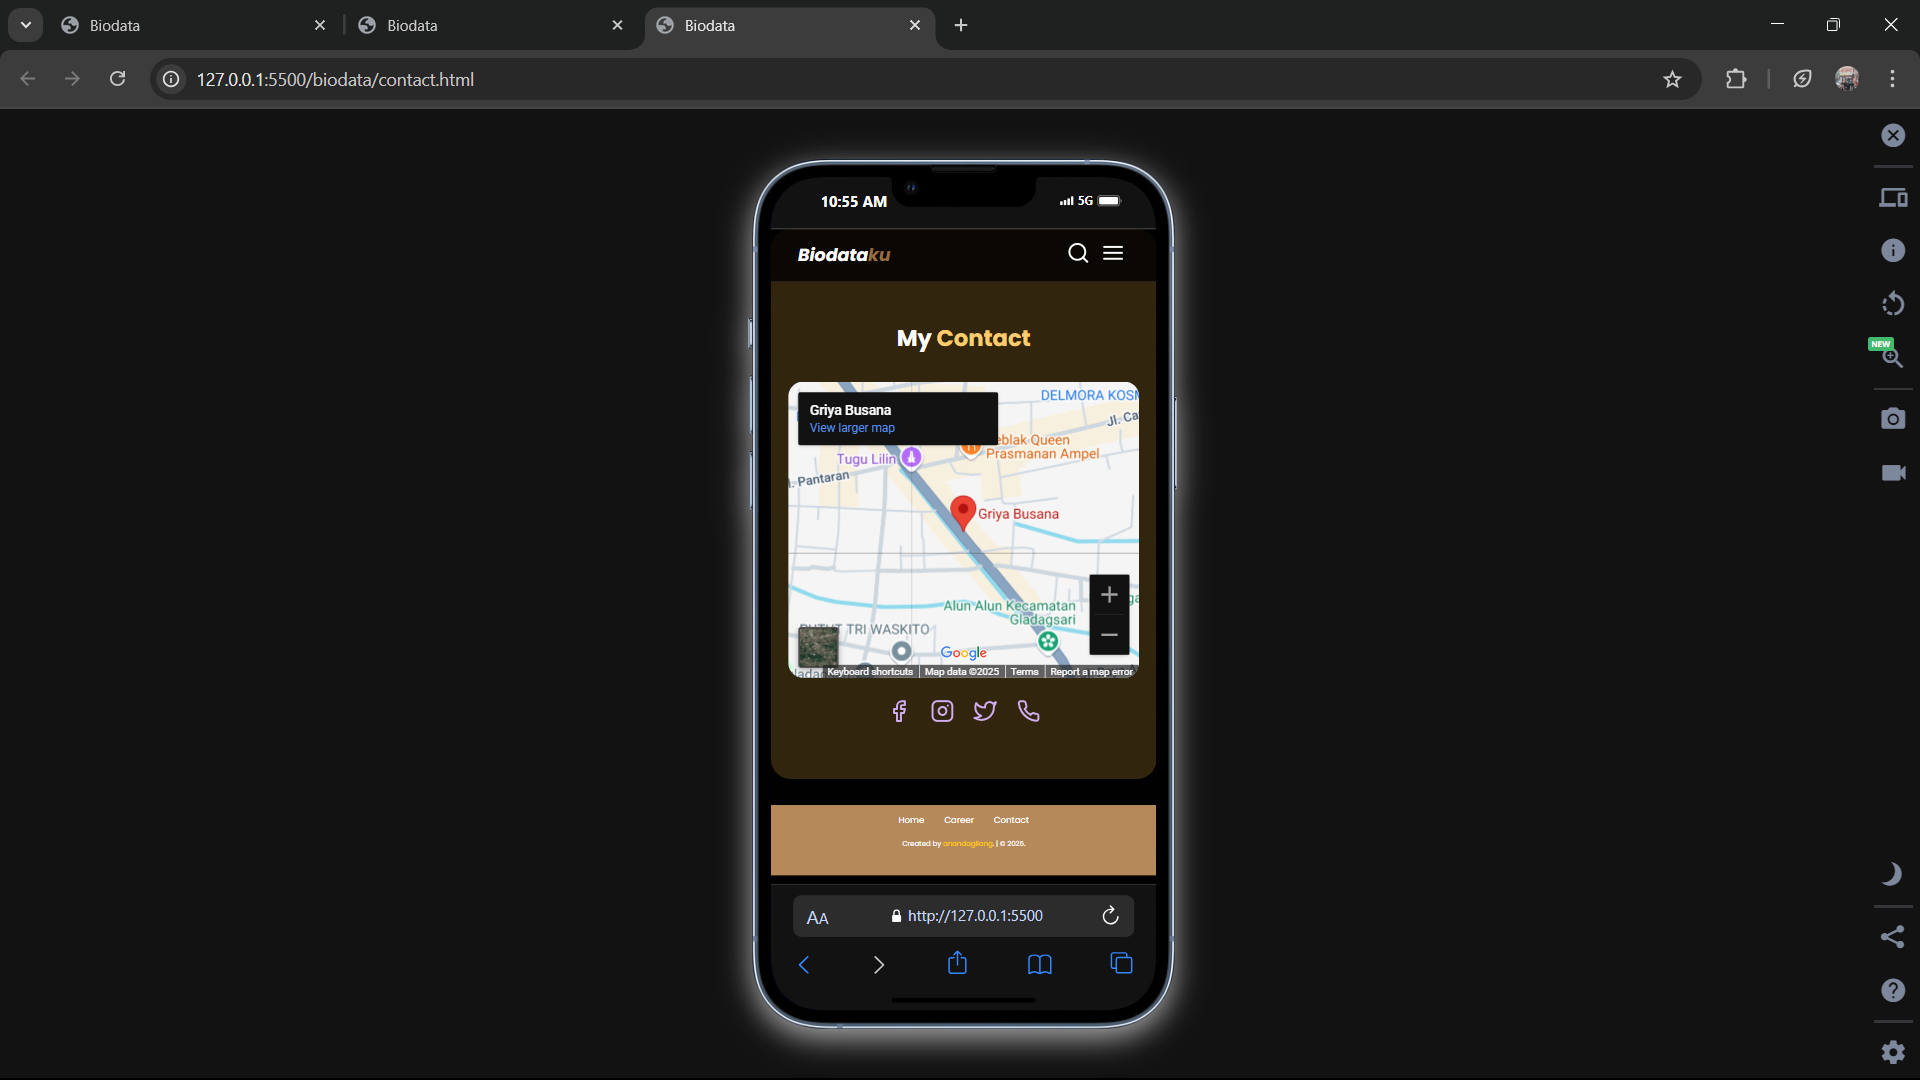 Biodata
Biodata
Biodata
127.0.0.1:5500/biodata/contact.html
10:55 AM
5G
Biodataku
My Contact
DELMORA KOSM
Griya Busana
View larger map
Jl. Ca
eblak Queen
Prasmanan Ampel
Tugu Lilin
l. Pantaran
Griya Busana
Alun Alun Kecamatan
Gladagsari
TRI WASKITO
Google
Keyboard shortcuts
Map data ©2025
Terms
Report a map error
Home
Career
Contact
Created by anandagilang. | © 2025.
AA
http://127.0.0.1:5500
NEW